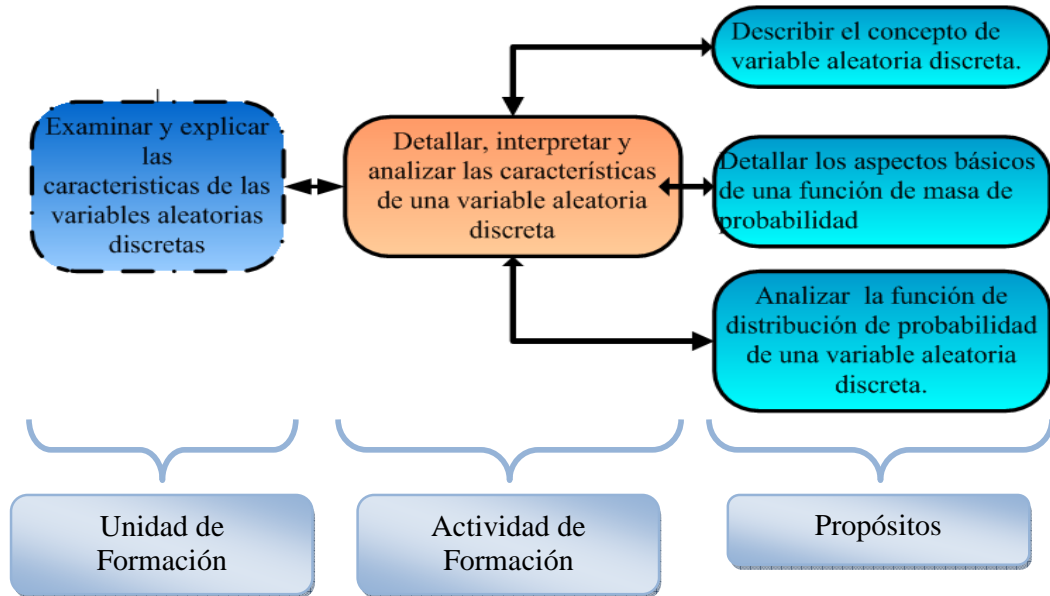 Examinar y explicar
las
caracteristicas de las
variables aleatorias
discretas
Detallar, interpretar y
analizar las características
de una variable aleatoria
discreta
Describir el concepto de
variable aleatoria discreta.
Detallar los aspectos básicos
de una función de masa de
probabilidad
Analizar la función de
distribución de probabilidad
de una variable aleatoria
discreta.
Unidad de
Formación
Actividad de
Formación
Propósitos